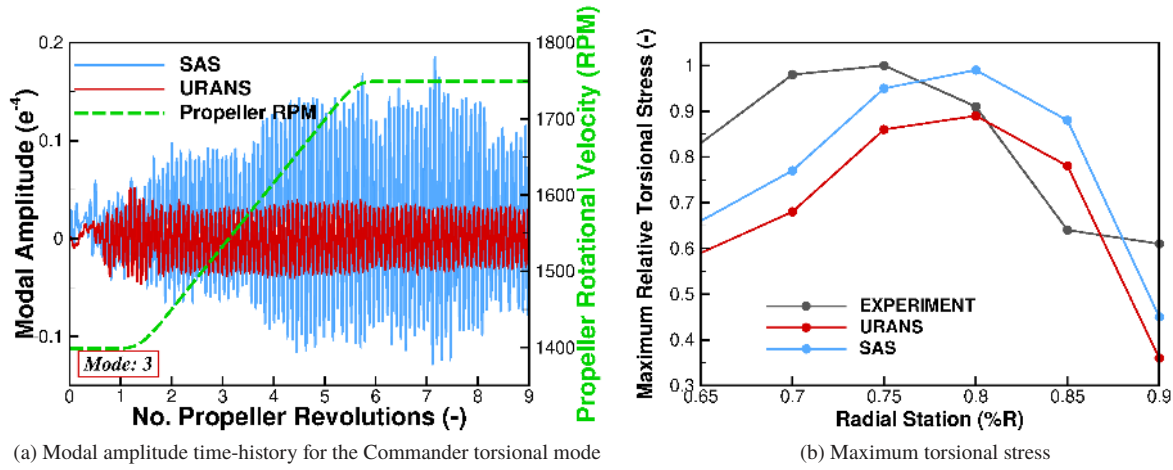 0.2
0.1
0
-0.1
Modal Amplitude (e^-4)
SAS
URANS
Propeller RPM
Mode: 3
0 1 2 3 4 5 6 7 8 9
No. Propeller Revolutions (-)
1800
1700
1600
1500
1400
Propeller Rotational Velocity (RPM)
(a) Modal amplitude time-history for the Commander torsional mode
1
0.9
0.8
0.7
0.6
0.5
0.4
0.3
Maximum Relative Torsional Stress (-)
EXPERIMENT
URANS
SAS
0.65 0.7 0.75 0.8 0.85 0.9
Radial Station (%R)
(b) Maximum torsional stress